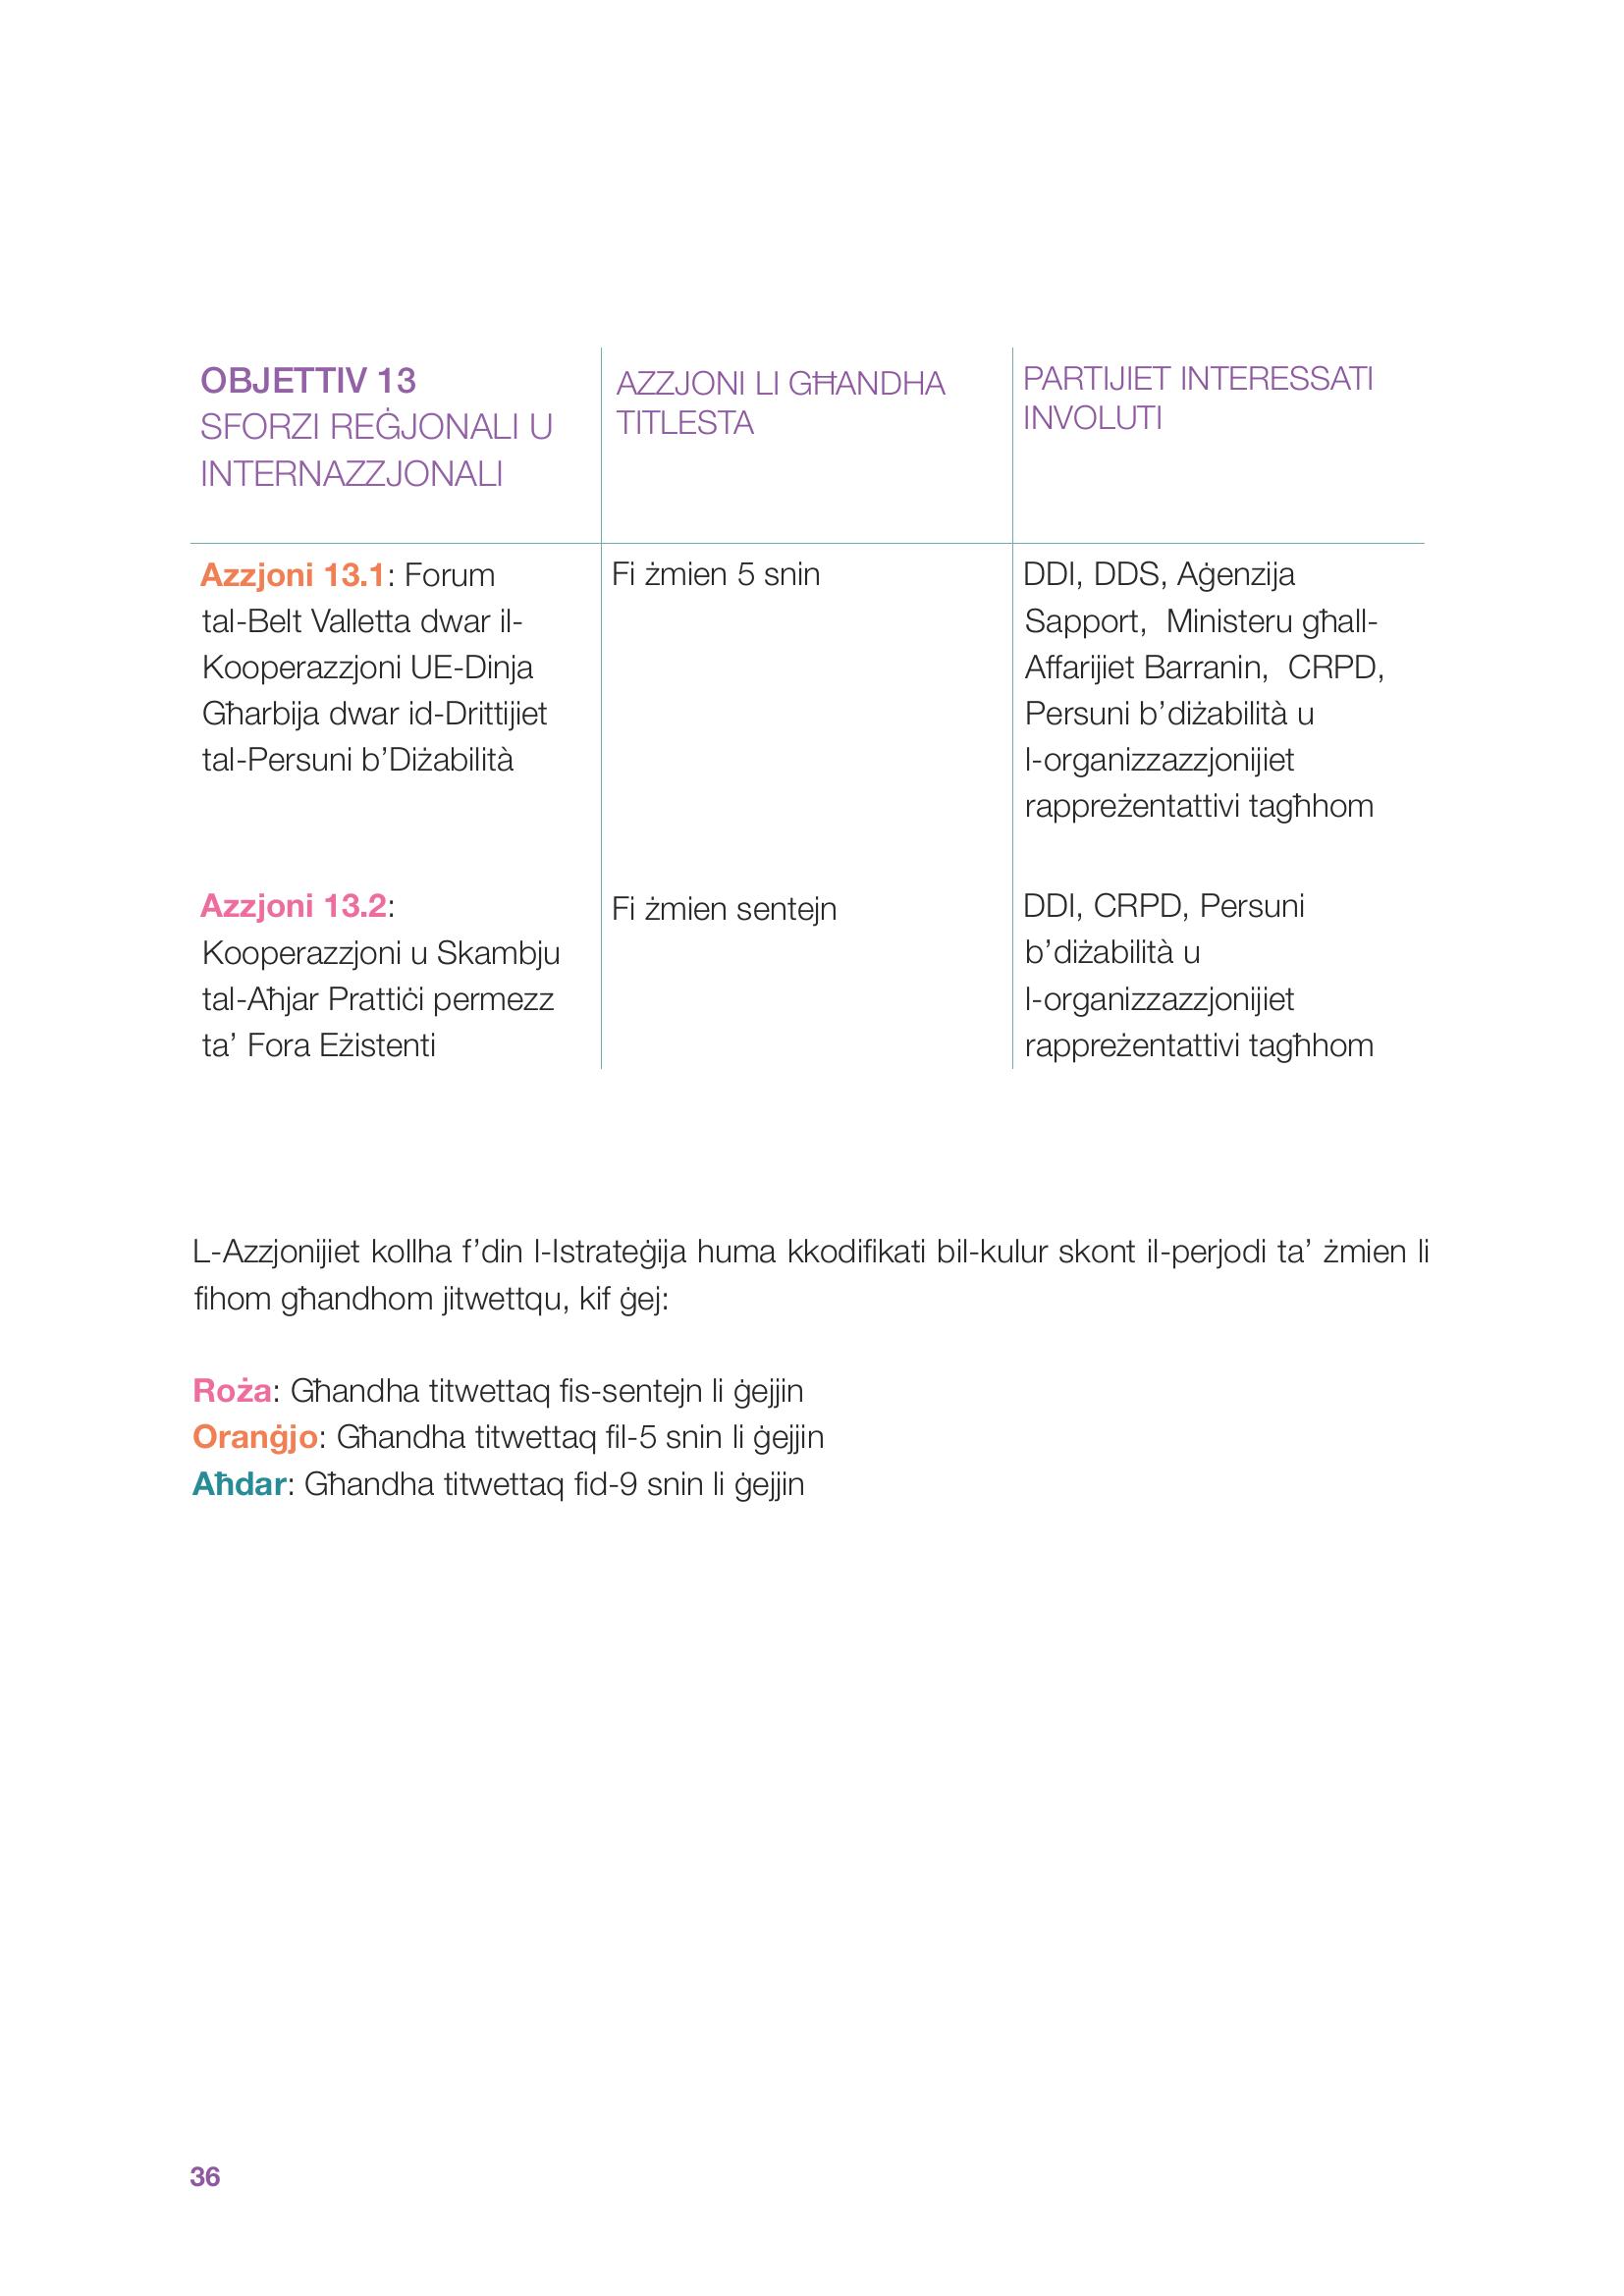 OBJETTIV 13
SFORZI REĠJONALI U
INTERNAZZJONALI
AZZJONI LI GĦANDHA
TITLESTA
PARTIJIET INTERESSATI
INVOLUTI
Azzjoni 13.1: Forum
tal-Belt Valletta dwar il-
Kooperazzjoni UE-Dinja
Għarbija dwar id-Drittijiet
tal-Persuni b’Diżabilità
Fi żmien 5 snin
DDI, DDS, Aġenzija
Sapport,  Ministeru għall-
Affarijiet Barranin,  CRPD,
Persuni b’diżabilità u
l-organizzazzjonijiet
rappreżentattivi tagħhom
Azzjoni 13.2:
Kooperazzjoni u Skambju
tal-Aħjar Prattiċi permezz
ta’ Fora Eżistenti
Fi żmien sentejn
DDI, CRPD, Persuni
b’diżabilità u
l-organizzazzjonijiet
rappreżentattivi tagħhom
L-Azzjonijiet kollha f’din l-Istrateġija huma kkodifikati bil-kulur skont il-perjodi ta’ żmien li
fihom għandhom jitwettqu, kif ġej:
Roża: Għandha titwettaq fis-sentejn li ġejjin
Oranġjo: Għandha titwettaq fil-5 snin li ġejjin
Aħdar: Għandha titwettaq fid-9 snin li ġejjin
36